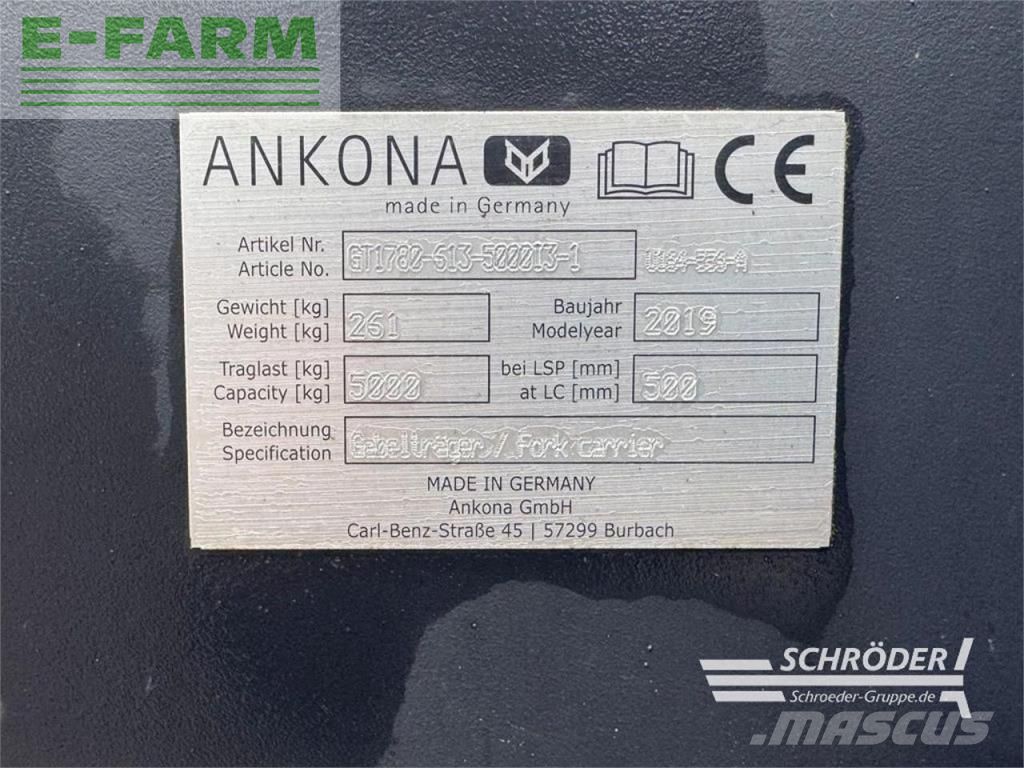 E-FARM
ANKONA CE
made in Germany
Artikel Nr.
Article No. GT1780-613-5000I3-1
Gewicht [kg]
Weight [kg] 261
Baujahr
Modelyear 2019
Traglast [kg]
Capacity [kg] 5000
bei LSP [mm]
at LC [mm] 500
Bezeichnung
Specification Gabelträger / Fork carrier
MADE IN GERMANY
Ankona GmbH
Carl-Benz-Straße 45 | 57299 Burbach
SCHRÖDER
Schroeder-Gruppe.de
mascus